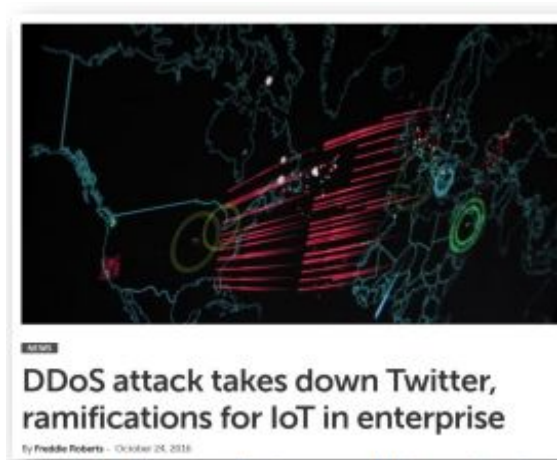 NEWS
DDoS attack takes down Twitter,
ramifications for IoT in enterprise
By Freddie Roberts - October 24, 2016